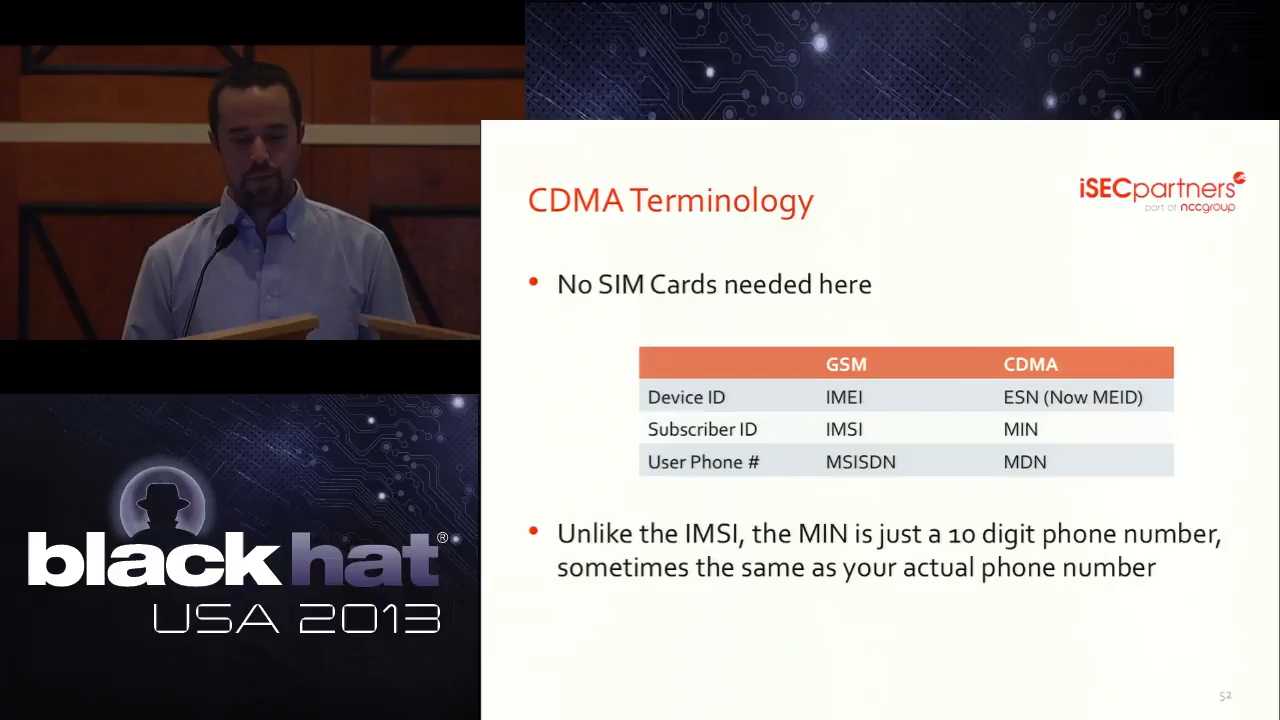 CDMA Terminology
iSECpartners
part of nccgroup
• No SIM Cards needed here
GSM CDMA
Device ID IMEI ESN (Now MEID)
Subscriber ID IMSI MIN
User Phone # MSISDN MDN
• Unlike the IMSI, the MIN is just a 10 digit phone number,
sometimes the same as your actual phone number
52
black hat®
USA 2013